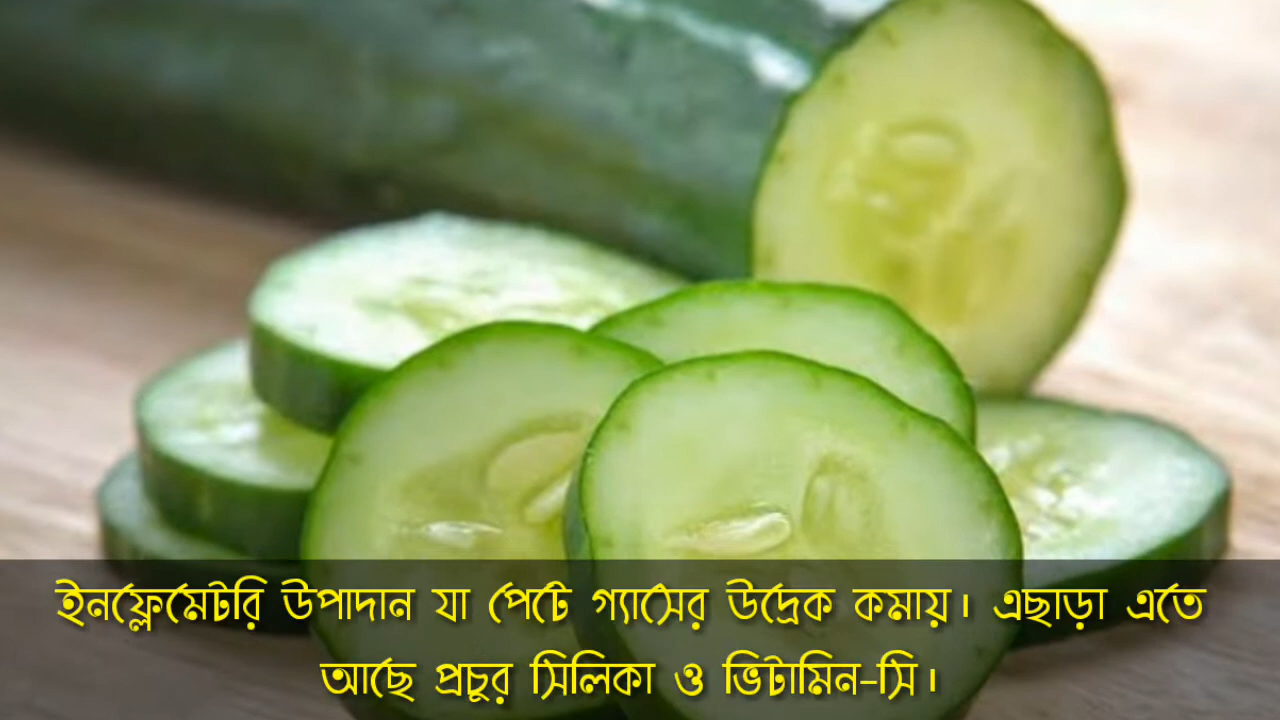 ইনফ্লেমেটরি উপাদান যা পেটে গ্যাসের উদ্রেক কমায়। এছাড়া এতে
আছে প্রচুর সিলিকা ও ভিটামিন-সি।